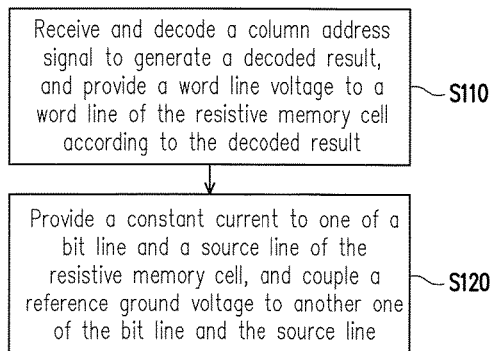 Receive and decode a column address
signal to generate a decoded result,
and provide a word line voltage to a
word line of the resistive memory cell
according to the decoded result
S110
Provide a constant current to one of a
bit line and a source line of the
resistive memory cell, and couple a
reference ground voltage to another one
of the bit line and the source line
S120